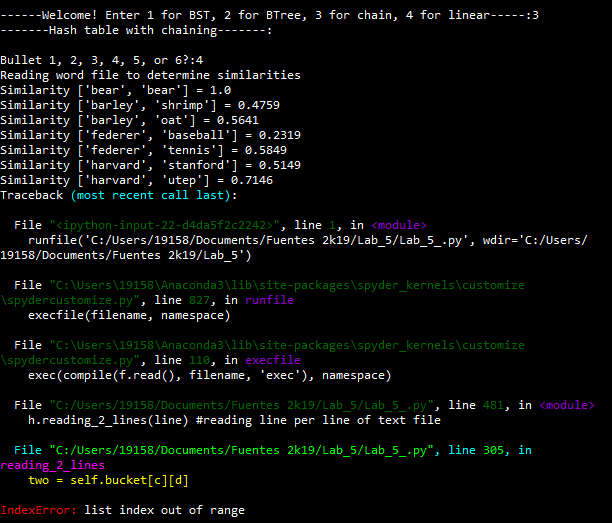 ------Welcome! Enter 1 for BST, 2 for BTree, 3 for chain, 4 for linear-----:3
-------Hash table with chaining-------:
Bullet 1, 2, 3, 4, 5, or 6?:4
Reading word file to determine similarities
Similarity ['bear', 'bear'] = 1.0
Similarity ['barley', 'shrimp'] = 0.4759
Similarity ['barley', 'oat'] = 0.5641
Similarity ['federer', 'baseball'] = 0.2319
Similarity ['federer', 'tennis'] = 0.5849
Similarity ['harvard', 'stanford'] = 0.5149
Similarity ['harvard', 'utep'] = 0.7146
Traceback (most recent call last):
File "<ipython-input-22-d4da5f2c2242>", line 1, in <module>
runfile('C:/Users/19158/Documents/Fuentes 2k19/Lab_5/Lab_5_.py', wdir='C:/Users/
19158/Documents/Fuentes 2k19/Lab_5')
File "C:\Users\19158\Anaconda3\lib\site-packages\spyder_kernels\customize
\spydercustomize.py", line 827, in runfile
execfile(filename, namespace)
File "C:\Users\19158\Anaconda3\lib\site-packages\spyder_kernels\customize
\spydercustomize.py", line 110, in execfile
exec(compile(f.read(), filename, 'exec'), namespace)
File "C:/Users/19158/Documents/Fuentes 2k19/Lab_5/Lab_5_.py", line 481, in <module>
h.reading_2_lines(line) #reading line per line of text file
File "C:/Users/19158/Documents/Fuentes 2k19/Lab_5/Lab_5_.py", line 305, in
reading_2_lines
two = self.bucket[c][d]
IndexError: list index out of range